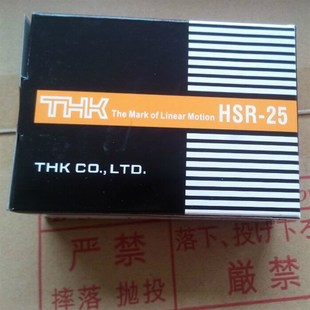 THK The Mark of Linear Motion HSR-25
THK CO., LTD.
严禁
摔落 抛投
落下、投げ下ろ
厳禁